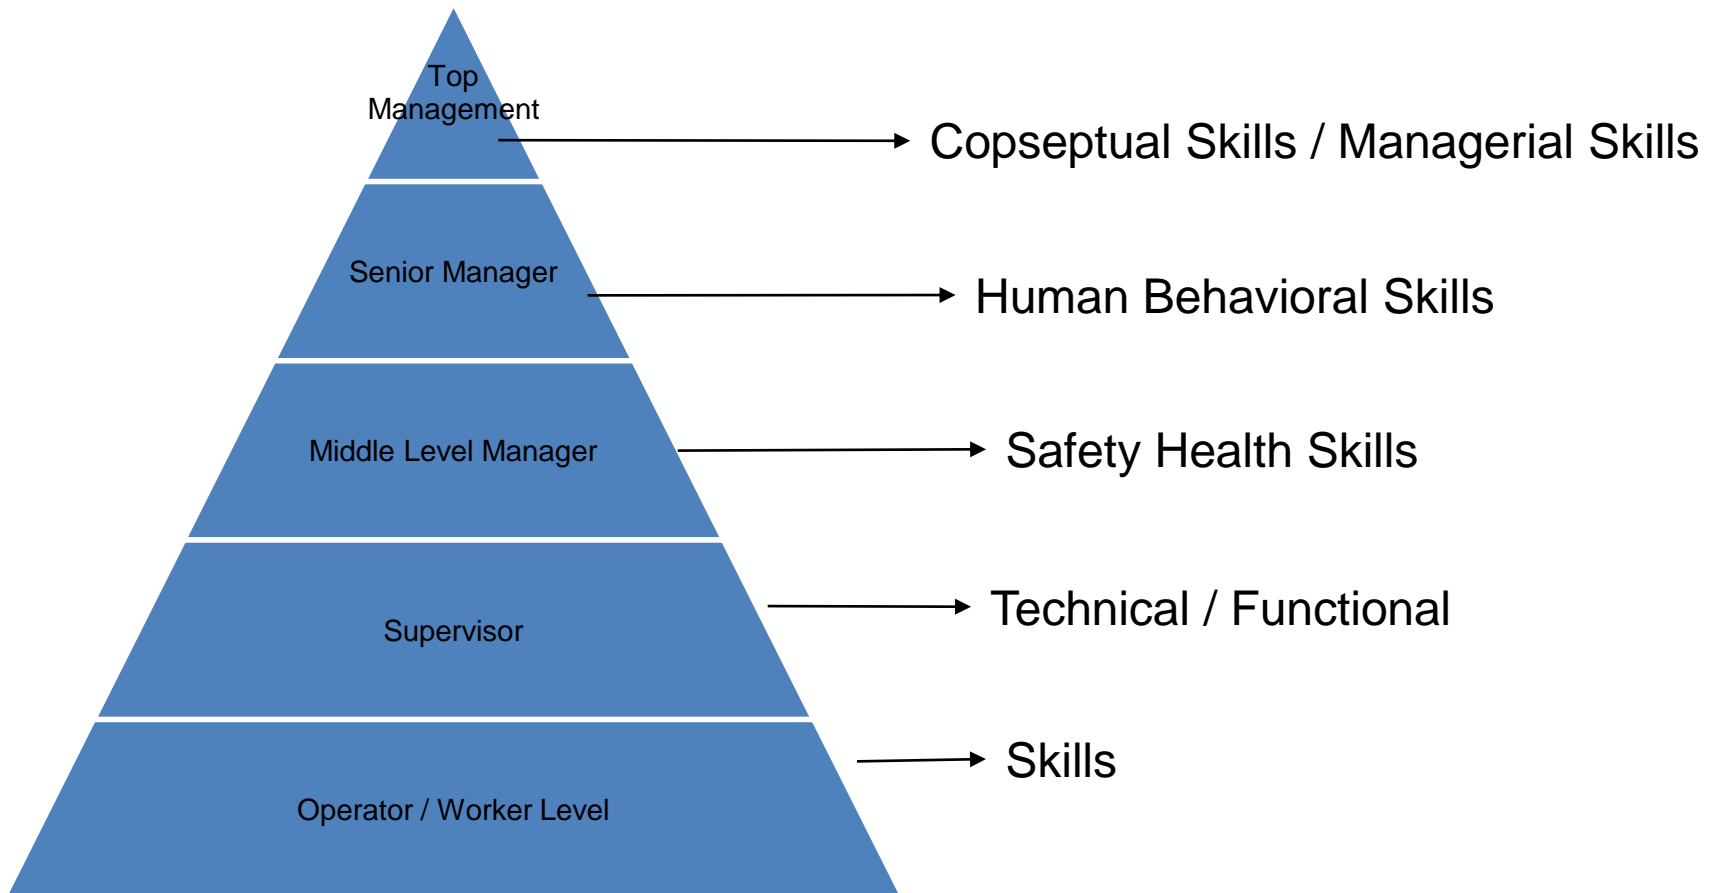 Top
Management
Copseptual Skills / Managerial Skills
Senior Manager
Human Behavioral Skills
Middle Level Manager
Safety Health Skills
Technical / Functional
Supervisor
Skills
Operator / Worker Level